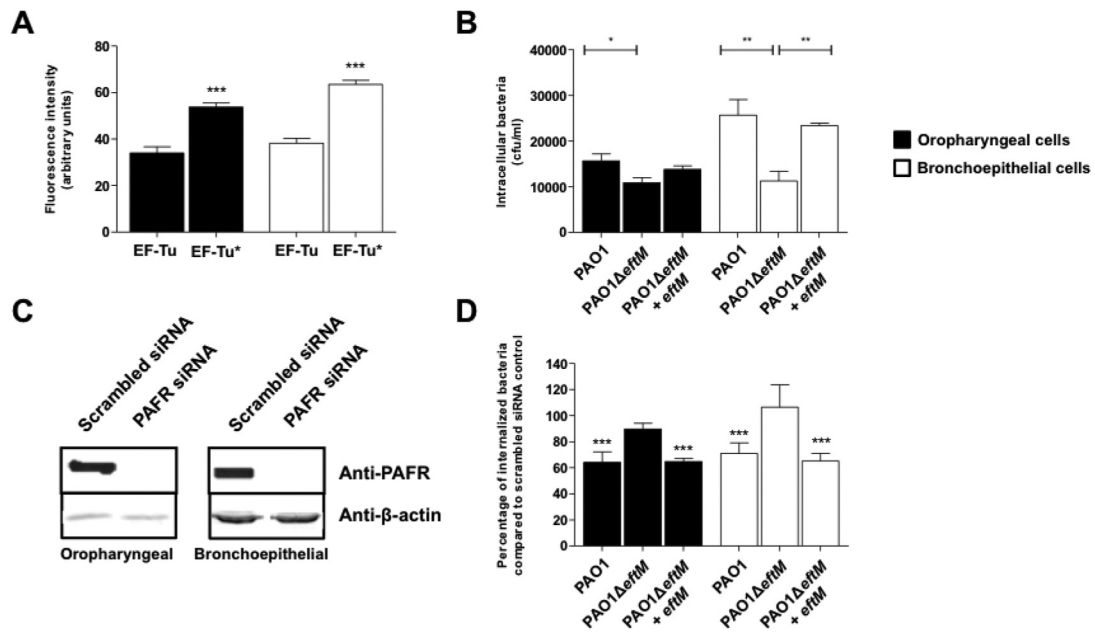 A
Fluorescence intensity
(arbitrary units)
80
60
40
20
0
***
***
EF-Tu
EF-Tu*
EF-Tu
EF-Tu*
B
Intracellular bacteria
(cfu/ml)
40000
30000
20000
10000
0
*
**
**
PAO1
PAO1ΔeftM
PAO1ΔeftM
+ eftM
PAO1
PAO1ΔeftM
PAO1ΔeftM
+ eftM
Oropharyngeal cells
Bronchoepithelial cells
C
Scrambled siRNA
PAFR siRNA
Scrambled siRNA
PAFR siRNA
Anti-PAFR
Anti-β-actin
Oropharyngeal
Bronchoepithelial
D
Percentage of internalized bacteria
compared to scrambled siRNA control
140
120
100
80
60
40
20
0
***
***
***
***
PAO1
PAO1ΔeftM
PAO1ΔeftM
+ eftM
PAO1
PAO1ΔeftM
PAO1ΔeftM
+ eftM